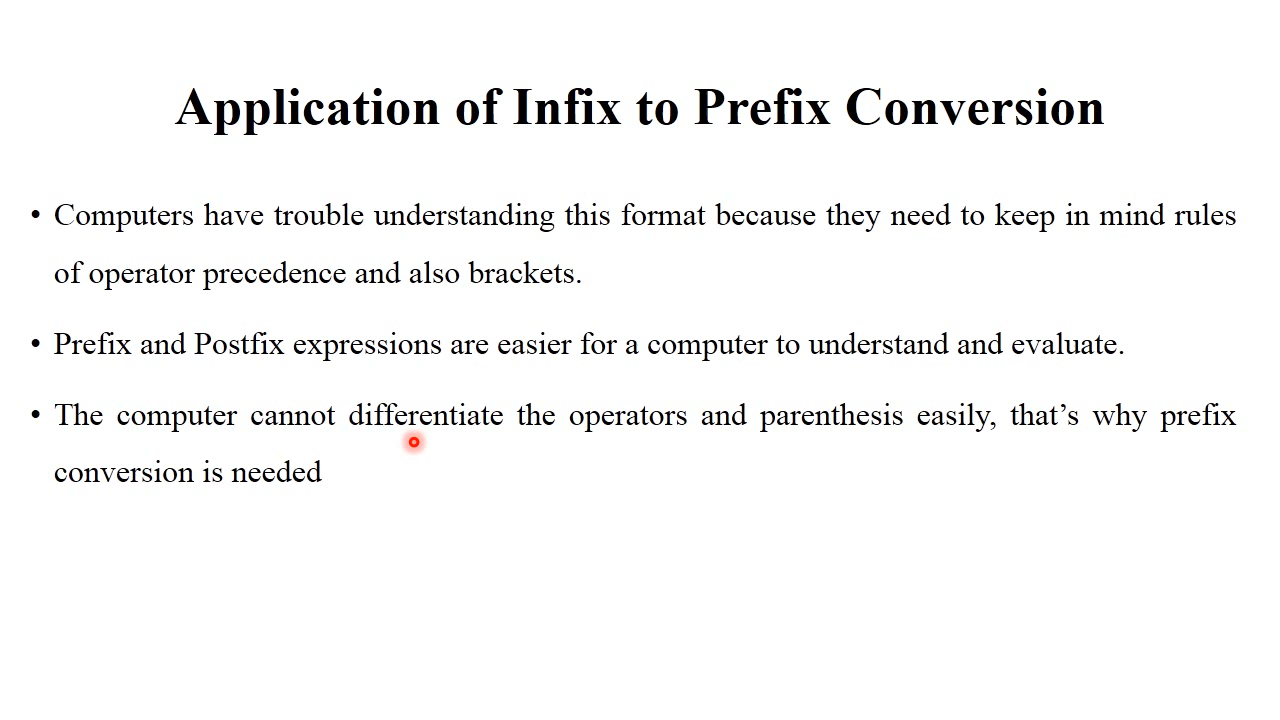 Application of Infix to Prefix Conversion
• Computers have trouble understanding this format because they need to keep in mind rules
of operator precedence and also brackets.
• Prefix and Postfix expressions are easier for a computer to understand and evaluate.
• The computer cannot differentiate the operators and parenthesis easily, that’s why prefix
conversion is needed